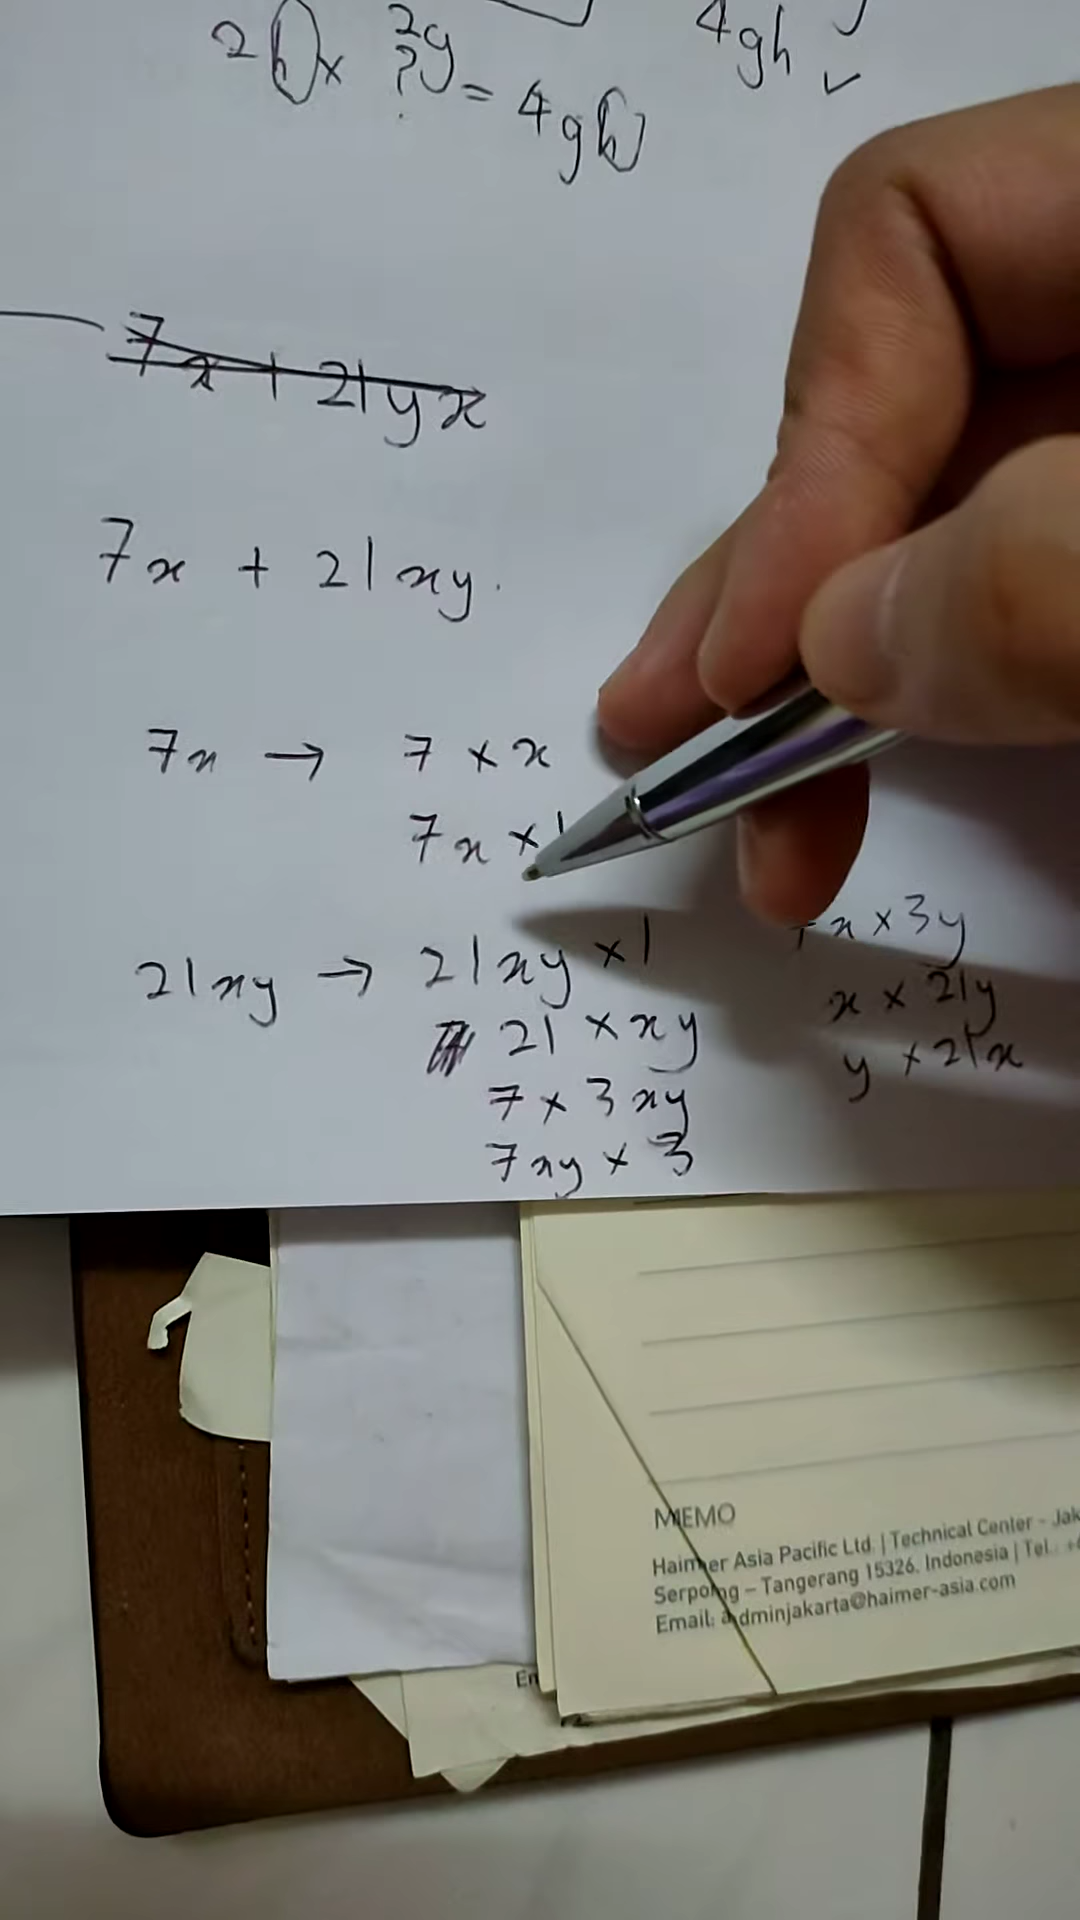 2h x 2g = 4gh
?
4gh ✓
7x + 21yx
7x + 21xy.
7x → 7 × x
7x × 1
21xy → 21xy × 1
21 × xy
7 × 3xy
7xy × 3
x × 3y
x × 21y
y × 21x
MEMO
Haimer Asia Pacific Ltd. | Technical Center - Jak
Serpong – Tangerang 15326. Indonesia | Tel.: +
Email: adminjakarta@haimer-asia.com
En